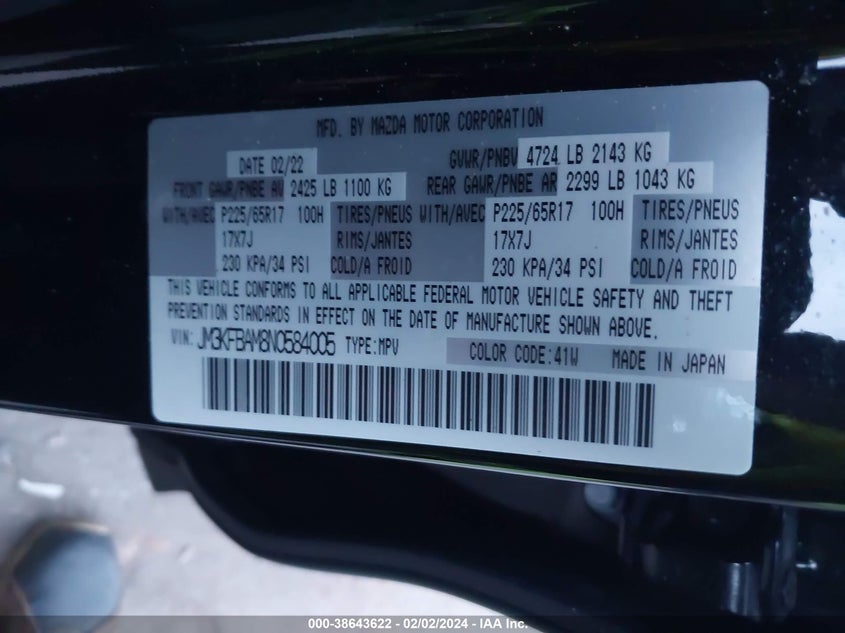 MFD. BY MAZDA MOTOR CORPORATION
DATE 02/22 GVWR/PNBV 4724 LB 2143 KG
FRONT GAWR/PNBE AV 2425 LB 1100 KG REAR GAWR/PNBE AR 2299 LB 1043 KG
WITH/AVEC P225/65R17 100H TIRES/PNEUS WITH/AVEC P225/65R17 100H TIRES/PNEUS
17X7J RIMS/JANTES 17X7J RIMS/JANTES
230 KPA/34 PSI COLD/A FROID 230 KPA/34 PSI COLD/A FROID
THIS VEHICLE CONFORMS TO ALL APPLICABLE FEDERAL MOTOR VEHICLE SAFETY AND THEFT
PREVENTION STANDARDS IN EFFECT ON THE DATE OF MANUFACTURE SHOWN ABOVE.
VIN: JM3KFBAM8N0584005 TYPE:MPV COLOR CODE:41W MADE IN JAPAN
000-38643622 - 02/02/2024 - IAA Inc.